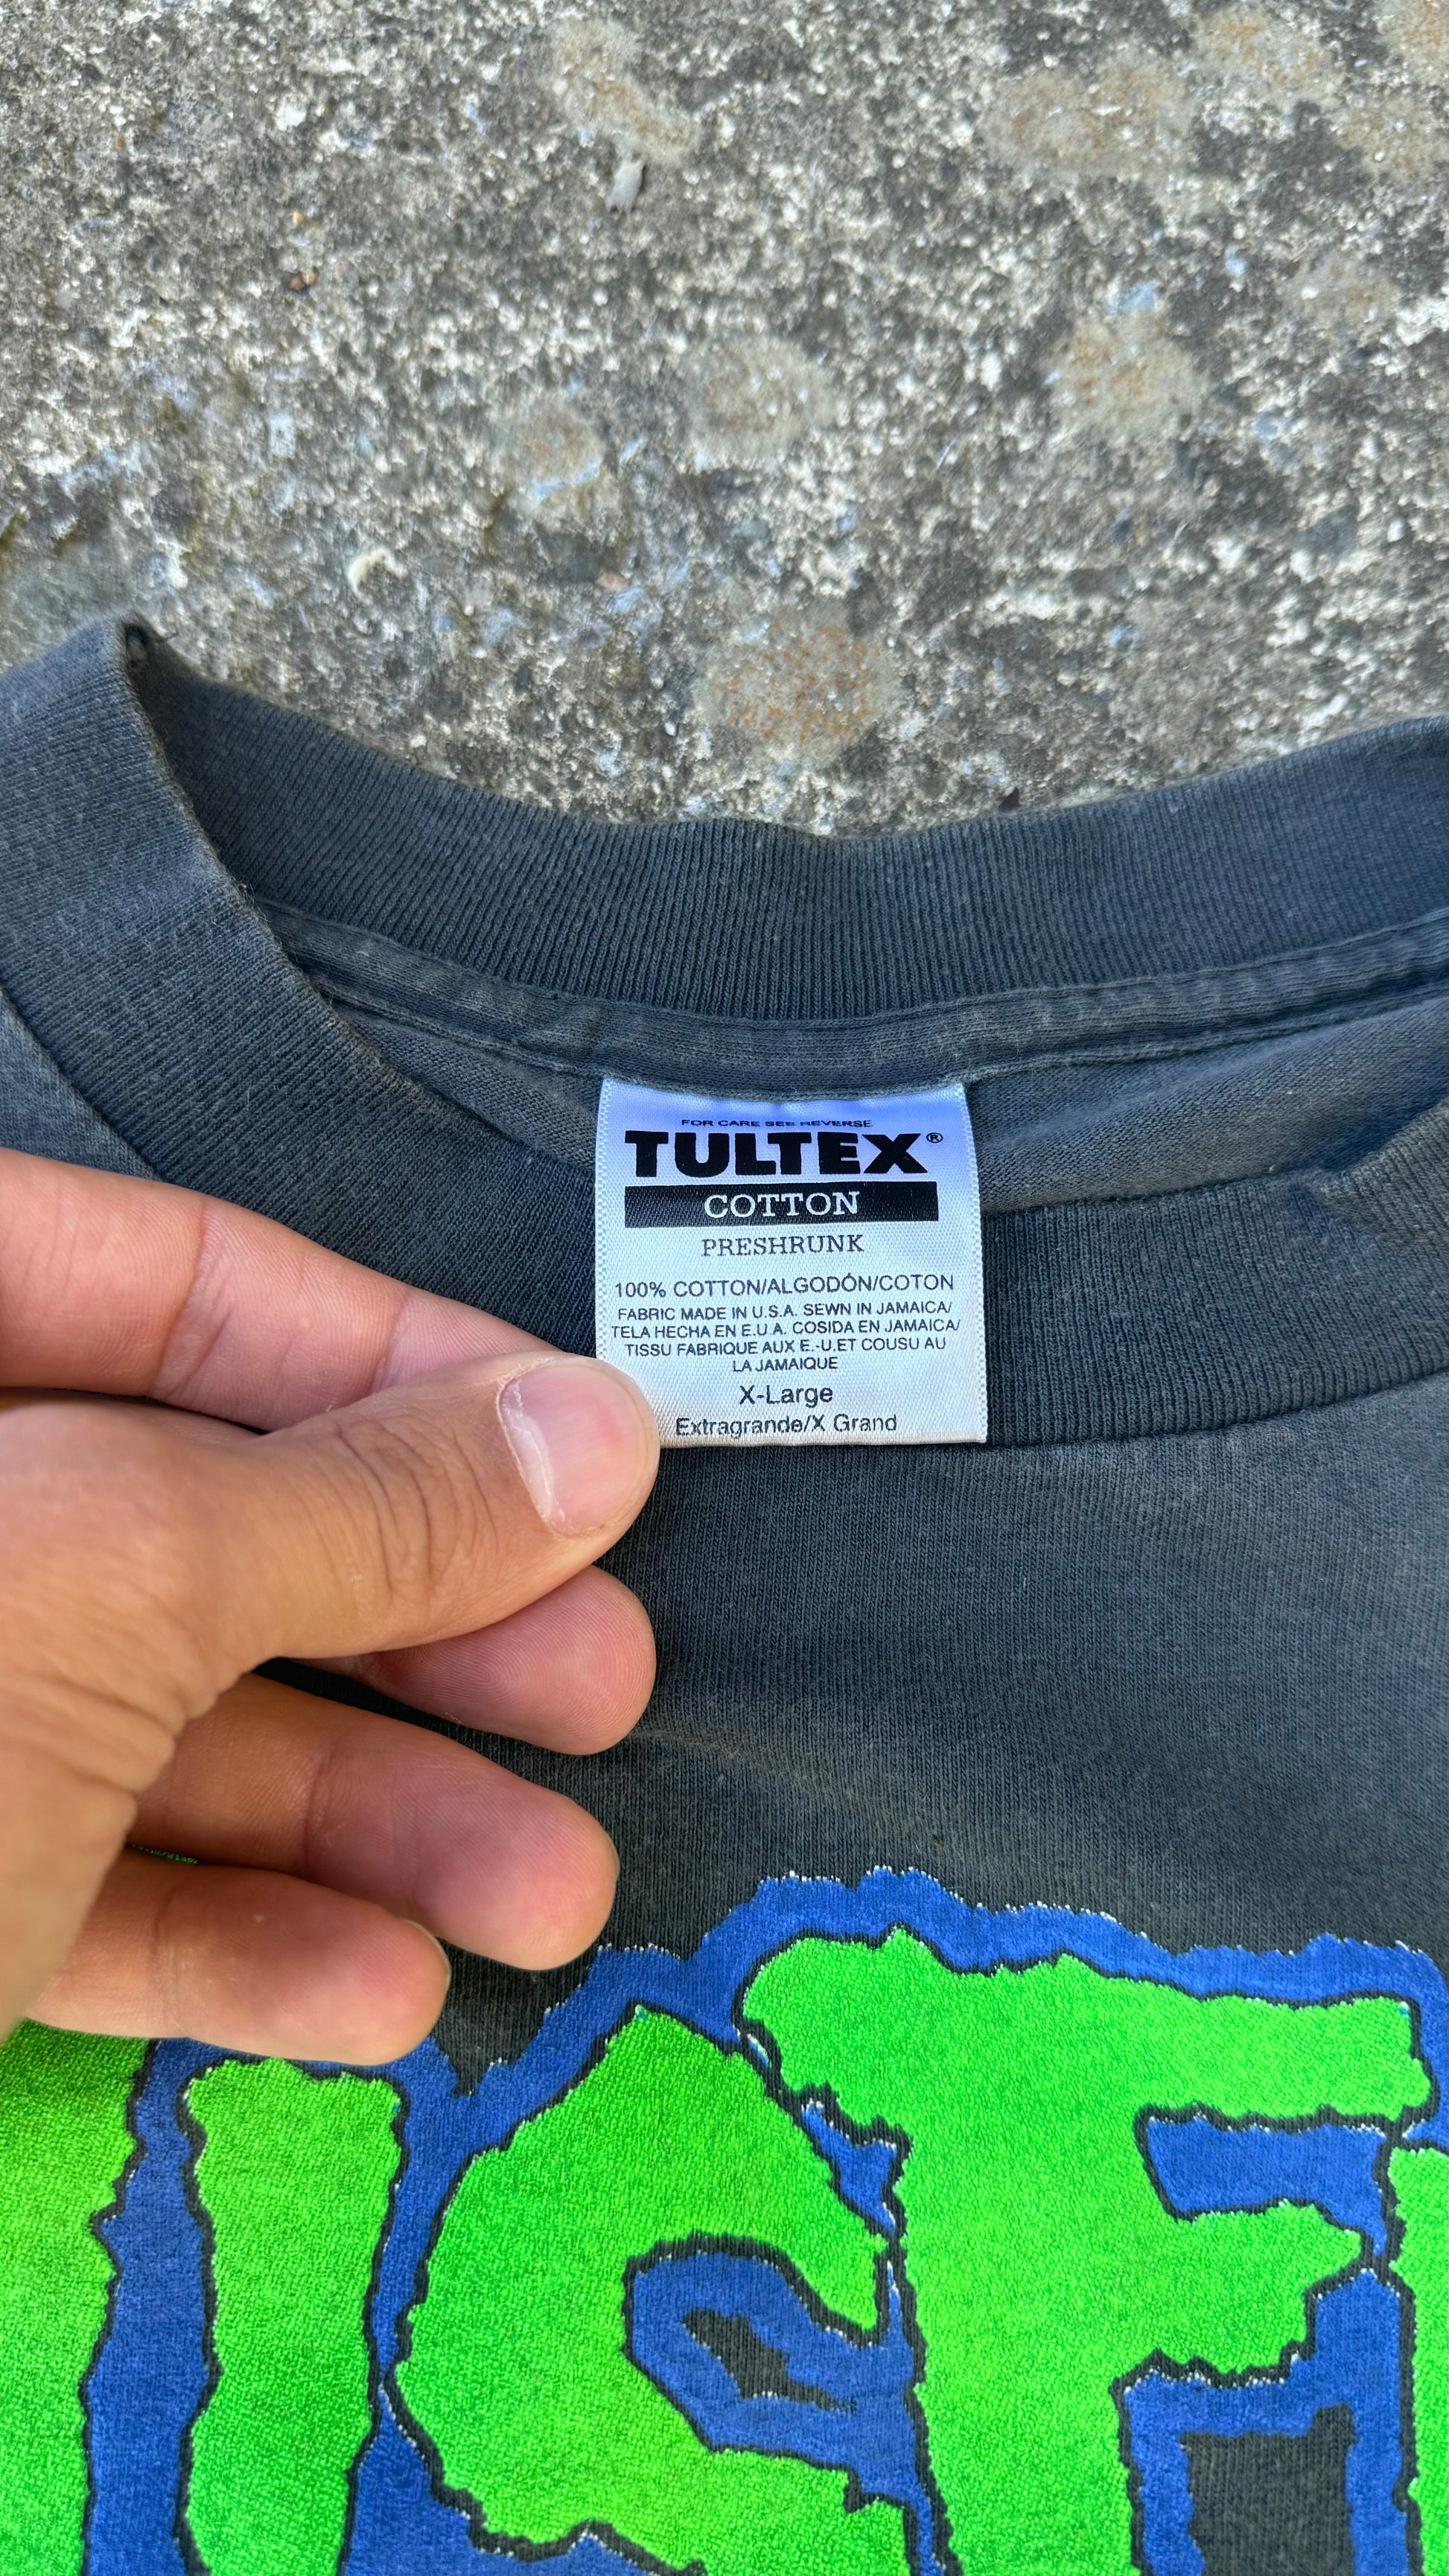 FOR CARE SEE REVERSE
TULTEX®
COTTON
PRESHRUNK
100% COTTON/ALGODÓN/COTON
FABRIC MADE IN U.S.A. SEWN IN JAMAICA/
TELA HECHA EN E.U.A. COSIDA EN JAMAICA/
TISSU FABRIQUE AUX E.-U.ET COUSU AU
LA JAMAIQUE
X-Large
Extragrande/X Grand